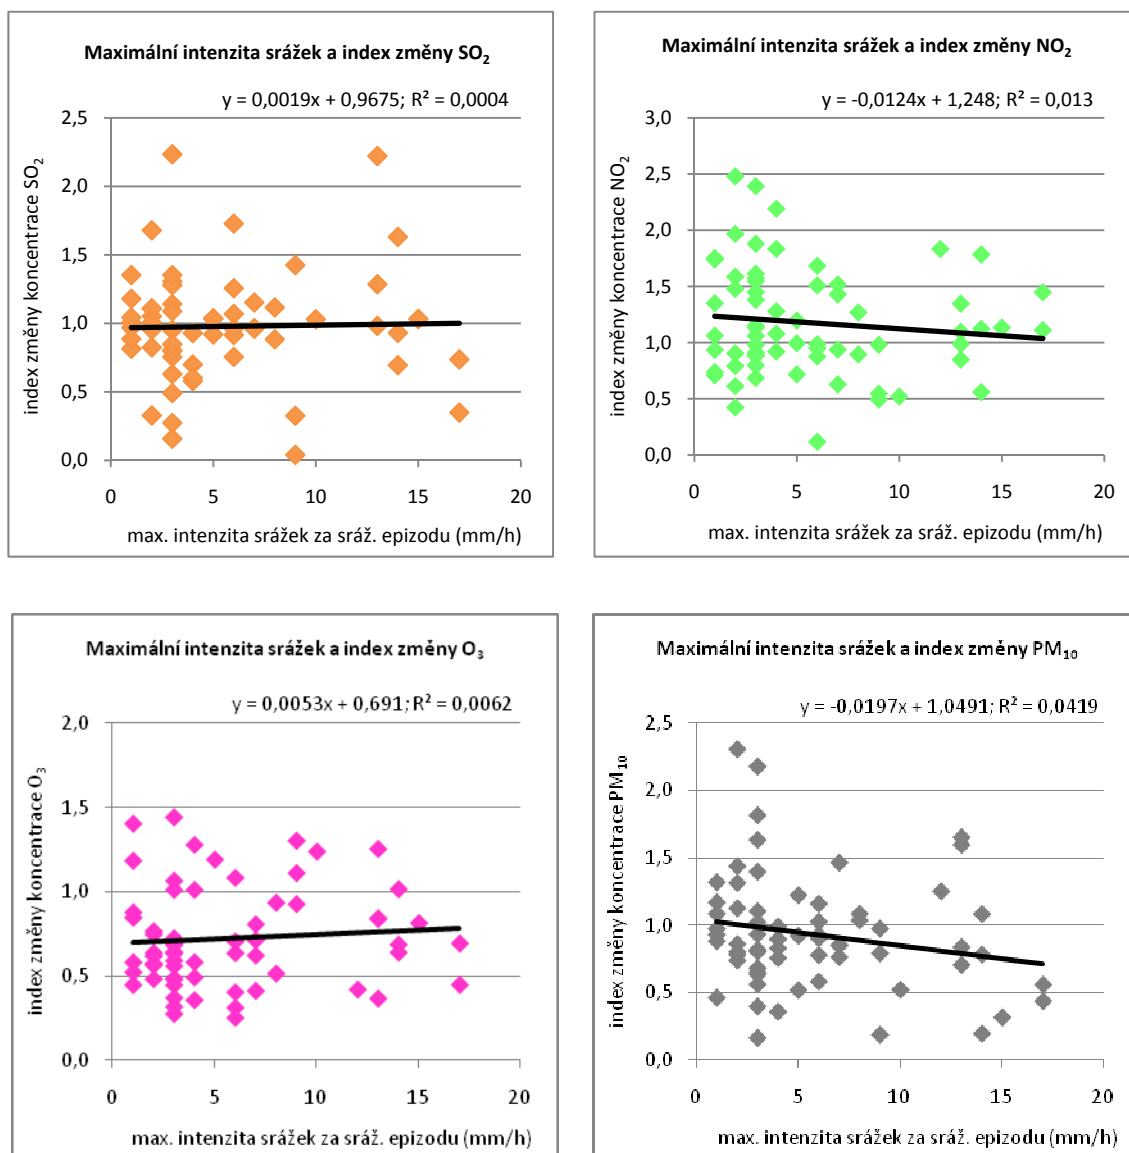 Maximální intenzita srážek a index změny SO₂
y = 0,0019x + 0,9675; R² = 0,0004
index změny koncentrace SO₂
2,5
2,0
1,5
1,0
0,5
0,0
0 5 10 15 20
max. intenzita srážek za sráž. epizodu (mm/h)
Maximální intenzita srážek a index změny NO₂
y = -0,0124x + 1,248; R² = 0,013
index změny koncentrace NO₂
3,0
2,5
2,0
1,5
1,0
0,5
0,0
0 5 10 15 20
max. intenzita srážek za sráž. epizodu (mm/h)
Maximální intenzita srážek a index změny O₃
y = 0,0053x + 0,691; R² = 0,0062
index změny koncentrace O₃
2,0
1,5
1,0
0,5
0,0
0 5 10 15 20
max. intenzita srážek za sráž. epizodu (mm/h)
Maximální intenzita srážek a index změny PM₁₀
y = -0,0197x + 1,0491; R² = 0,0419
index změny koncentrace PM₁₀
2,5
2,0
1,5
1,0
0,5
0,0
0 5 10 15 20
max. intenzita srážek za sráž. epizodu (mm/h)